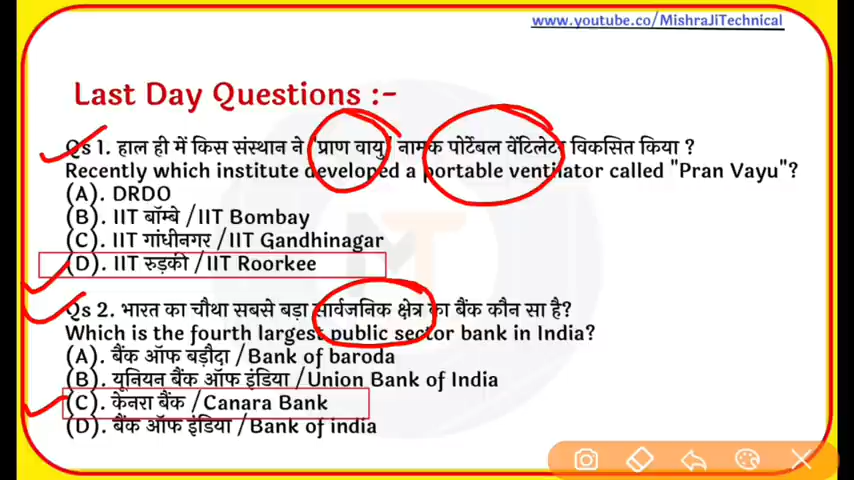 www.youtube.co/MishraJiTechnical
Last Day Questions :-
Qs 1. हाल ही में किस संस्थान ने "प्राण वायु" नामक पोर्टेबल वेंटिलेटर विकसित किया ?
Recently which institute developed a portable ventilator called "Pran Vayu"?
(A). DRDO
(B). IIT बॉम्बे /IIT Bombay
(C). IIT गांधीनगर /IIT Gandhinagar
(D). IIT रुड़की /IIT Roorkee
Qs 2. भारत का चौथा सबसे बड़ा सार्वजनिक क्षेत्र का बैंक कौन सा है?
Which is the fourth largest public sector bank in India?
(A). बैंक ऑफ बड़ौदा /Bank of baroda
(B). यूनियन बैंक ऑफ इंडिया /Union Bank of India
(C). केनरा बैंक /Canara Bank
(D). बैंक ऑफ इंडिया /Bank of india